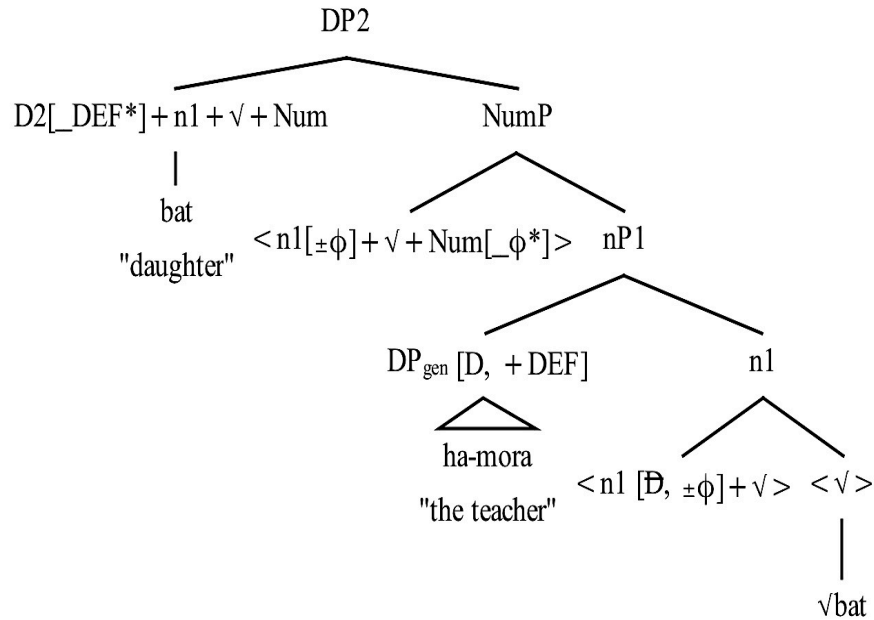 DP2
D2[_DEF*] + n1 + √ + Num NumP
bat
"daughter"
< n1[±ϕ] + √ + Num[_ϕ*] > nP1
DPgen [D, + DEF] n1
ha-mora
"the teacher"
< n1 [D̶, ±ϕ] + √ > < √ >
√bat